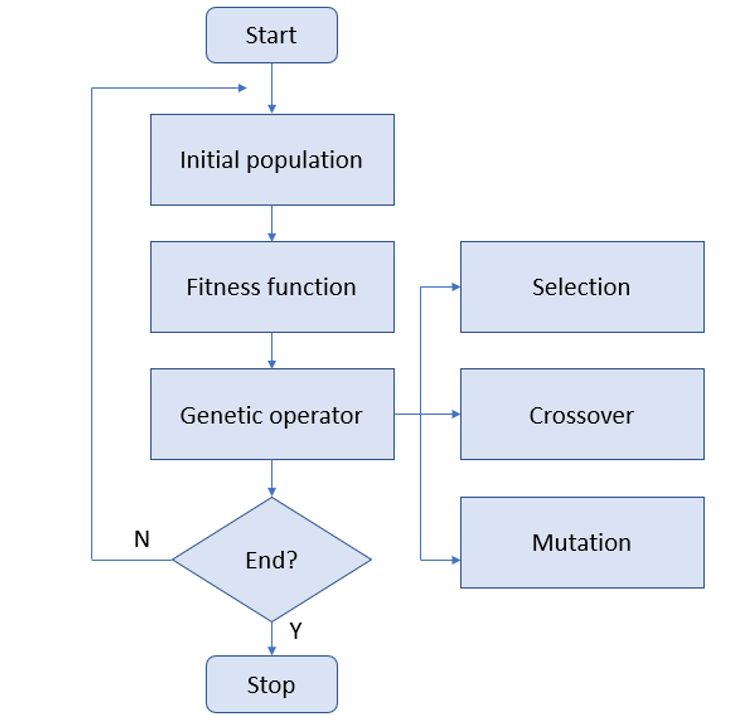 Start
Initial population
Fitness function
Selection
Genetic operator
Crossover
N
End?
Mutation
Y
Stop